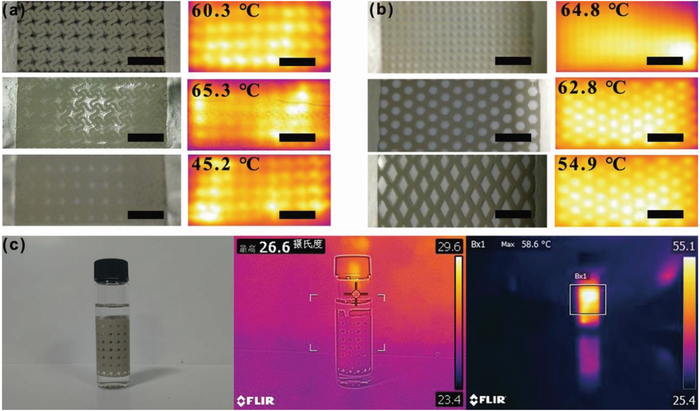 (a)
60.3 ℃
65.3 ℃
45.2 ℃
(b)
64.8 ℃
62.8 ℃
54.9 ℃
(c)
最高 26.6 摄氏度
29.6
23.4
FLIR
Bx1 Max 58.6 °C
55.1
Bx1
25.4
FLIR